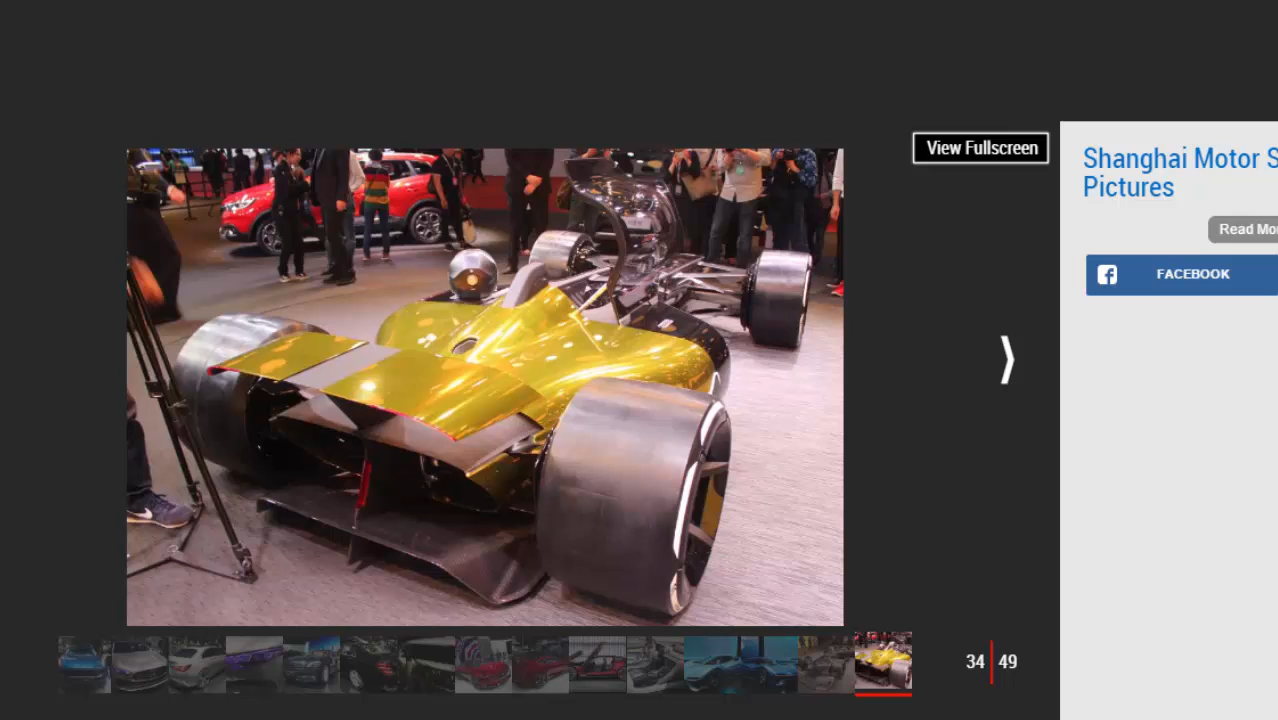 View Fullscreen
Shanghai Motor S
Pictures
Read Mo
FACEBOOK
34 49